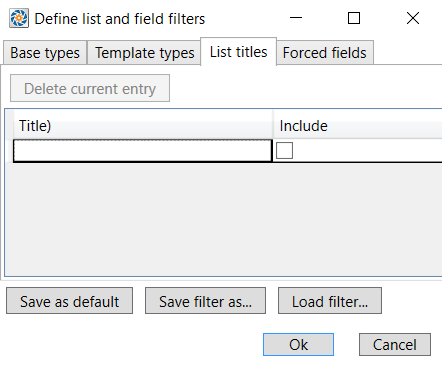 Define list and field filters
Base types Template types List titles Forced fields
Delete current entry
Title) Include
Save as default Save filter as... Load filter...
Ok Cancel